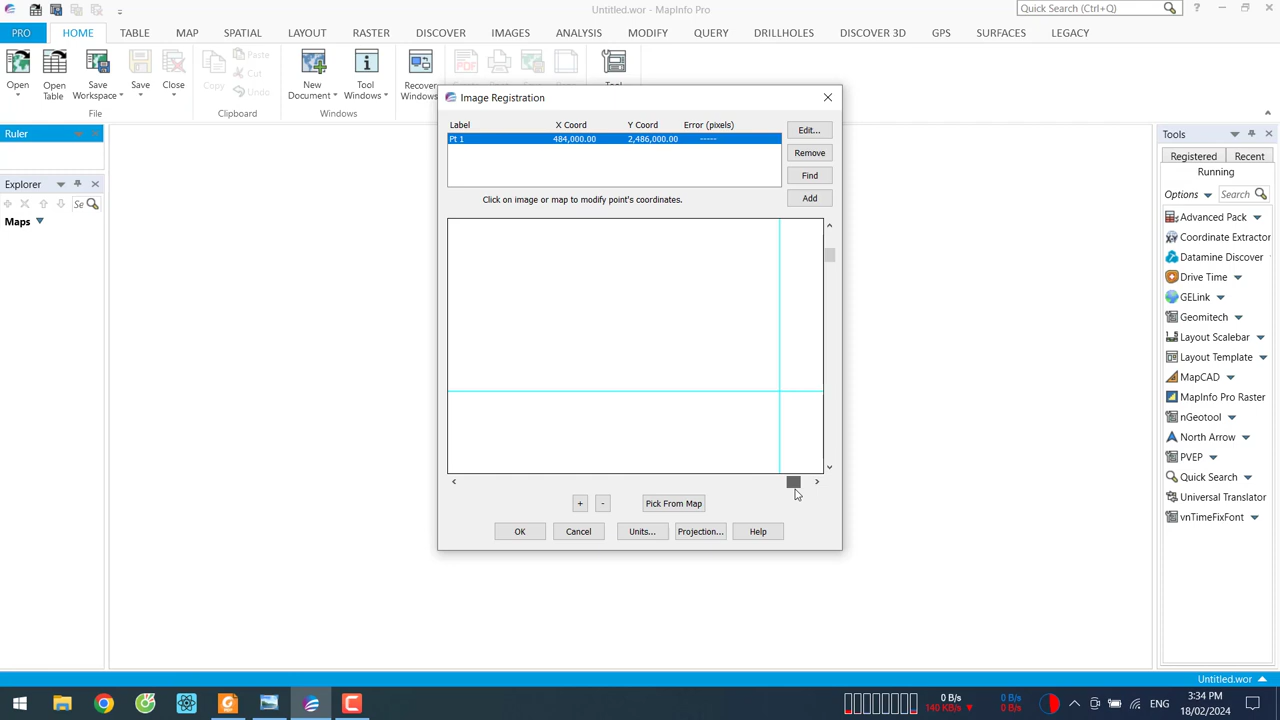 Untitled.wor - MapInfo Pro
Quick Search (Ctrl+Q)
PRO HOME TABLE MAP SPATIAL LAYOUT RASTER DISCOVER IMAGES ANALYSIS MODIFY QUERY DRILLHOLES DISCOVER 3D GPS SURFACES LEGACY
Open
Open Table
Save Workspace
Save
Close
Copy
Paste
Cut
Undo
New Document
Tool Windows
Recover Windows
File
Clipboard
Windows
Ruler
Explorer
Se
Maps
Image Registration
Label X Coord Y Coord Error (pixels)
Pt 1 484,000.00 2,486,000.00 -----
Edit...
Remove
Find
Add
Click on image or map to modify point's coordinates.
+ - Pick From Map
OK Cancel Units... Projection... Help
Tools
Registered Recent
Running
Options Search
Advanced Pack
Coordinate Extractor
Datamine Discover
Drive Time
GELink
Geomitech
Layout Scalebar
Layout Template
MapCAD
MapInfo Pro Raster
nGeotool
North Arrow
PVEP
Quick Search
Universal Translator
vnTimeFixFont
Untitled.wor
0 B/s 0 B/s
140 KB/s 0 B/s
ENG
3:34 PM
18/02/2024